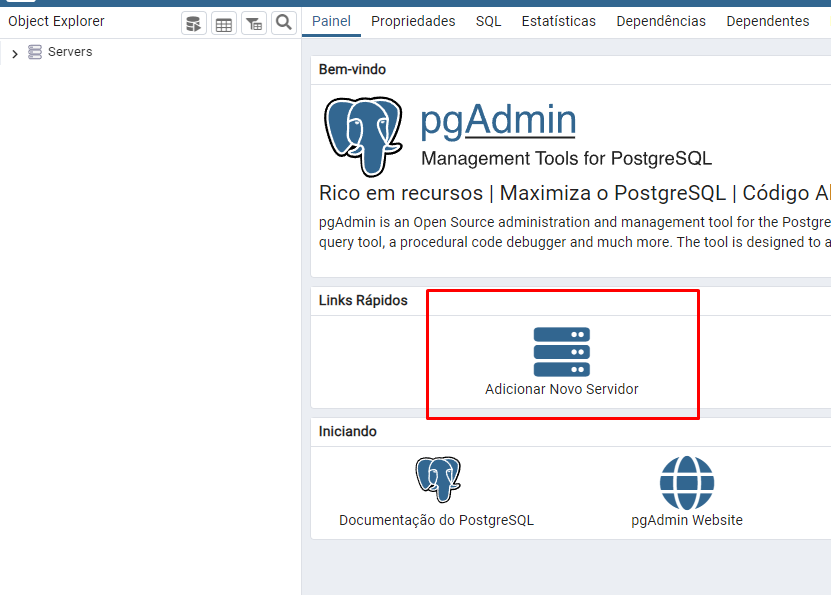 Object Explorer
Painel Propriedades SQL Estatísticas Dependências Dependentes
Servers
Bem-vindo
pgAdmin
Management Tools for PostgreSQL
Rico em recursos | Maximiza o PostgreSQL | Código
pgAdmin is an Open Source administration and management tool for the
query tool, a procedural code debugger and much more. The tool is designed to
Links Rápidos
Adicionar Novo Servidor
Iniciando
Documentação do PostgreSQL
pgAdmin Website